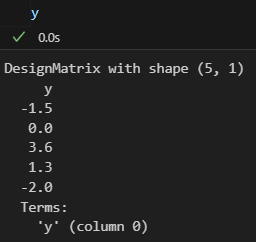 y
0.0s
DesignMatrix with shape (5, 1)
y
-1.5
0.0
3.6
1.3
-2.0
Terms:
'y' (column 0)